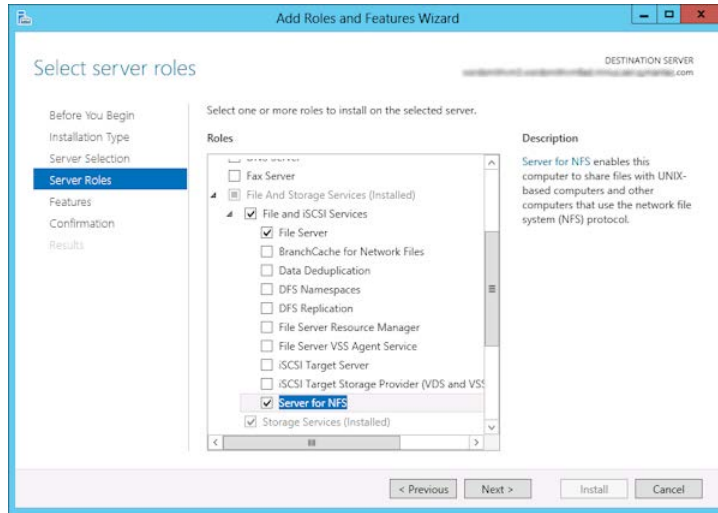 Add Roles and Features Wizard
Select server roles
DESTINATION SERVER
.com
Before You Begin
Installation Type
Server Selection
Server Roles
Features
Confirmation
Results
Select one or more roles to install on the selected server.
Roles
Fax Server
File And Storage Services (Installed)
File and iSCSI Services
File Server
BranchCache for Network Files
Data Deduplication
DFS Namespaces
DFS Replication
File Server Resource Manager
File Server VSS Agent Service
iSCSI Target Server
iSCSI Target Storage Provider (VDS and VSS
Server for NFS
Storage Services (Installed)
Description
Server for NFS enables this
computer to share files with UNIX-
based computers and other
computers that use the network file
system (NFS) protocol.
< Previous
Next >
Install
Cancel